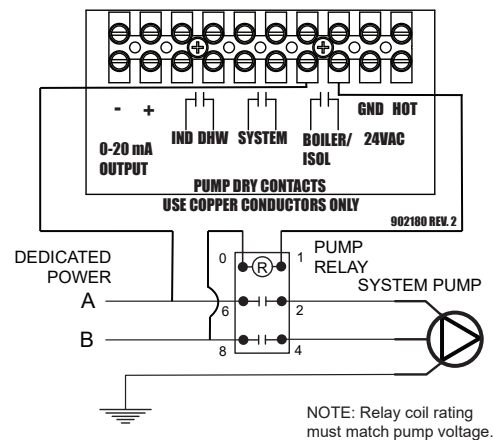 - + IND DHW SYSTEM BOILER/ GND HOT
0-20 mA ISOL 24VAC
OUTPUT
PUMP DRY CONTACTS
USE COPPER CONDUCTORS ONLY
902180 REV. 2
DEDICATED
POWER
0
1
PUMP
RELAY
R
SYSTEM PUMP
A
6
2
B
8
4
NOTE: Relay coil rating
must match pump voltage.